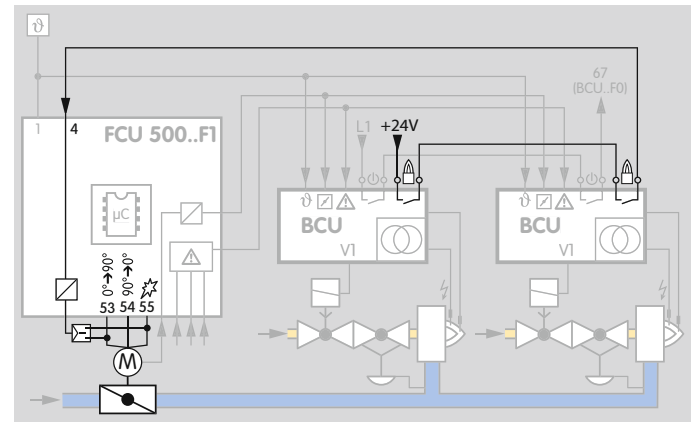 ϑ
67
(BCU..F0)
1 4 FCU 500..F1
L1 +24V
µC
ϑ
BCU
V1
ϑ
BCU
V1
0°➔90°
90°➔0°
53 54 55
M